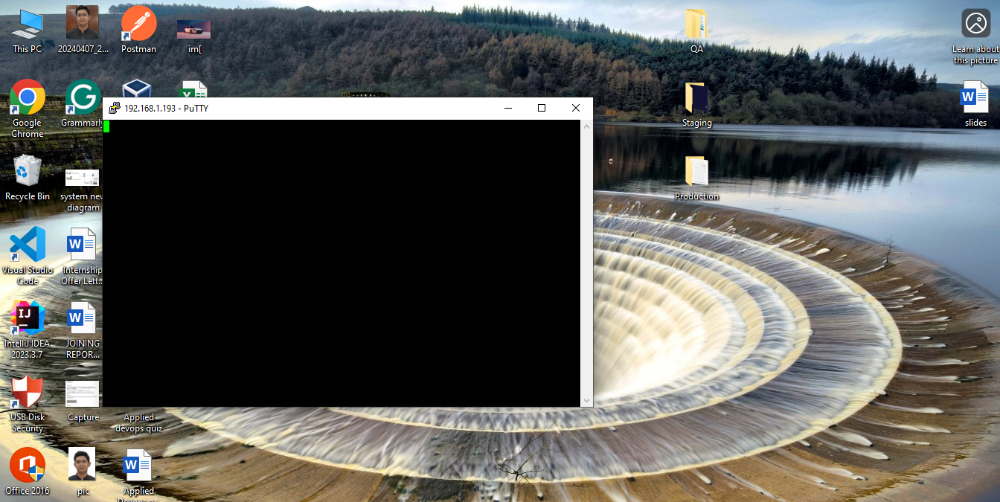 This PC
20240407_2...
Postman
im[
QA
Learn about
this picture
Google
Chrome
Grammarly
192.168.1.193 - PuTTY
Staging
slides
Recycle Bin
system new
diagram
Production
Visual Studio
Code
Internship
Offer Lett...
IntelliJ IDEA
2023.3.7
JOINING
REPOR...
USB Disk
Security
Capture
Applied
devops quiz
Office 2016
pic
Applied